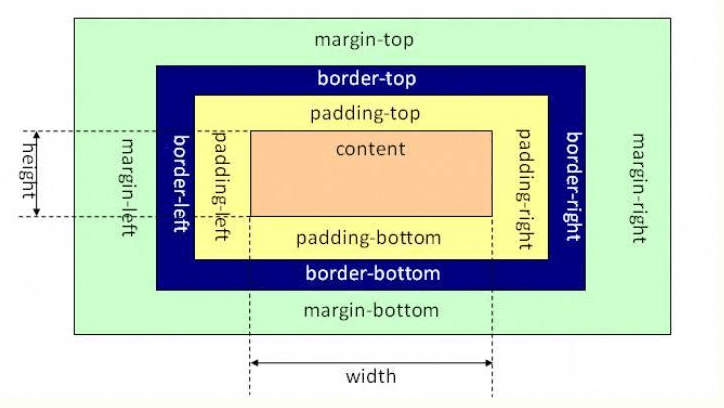 margin-top
border-top
padding-top
content
height
margin-left
border-left
padding-left
padding-right
border-right
margin-right
padding-bottom
border-bottom
margin-bottom
width